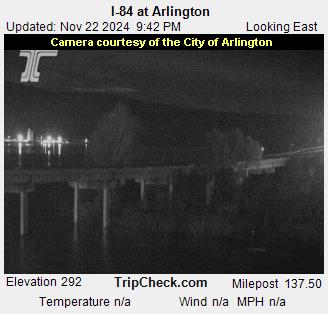 I-84 at Arlington
Updated: Nov 22 2024 9:42 PM Looking East
Camera courtesy of the City of Arlington
Elevation 292 TripCheck.com Milepost 137.50
Temperature n/a Wind n/a MPH n/a